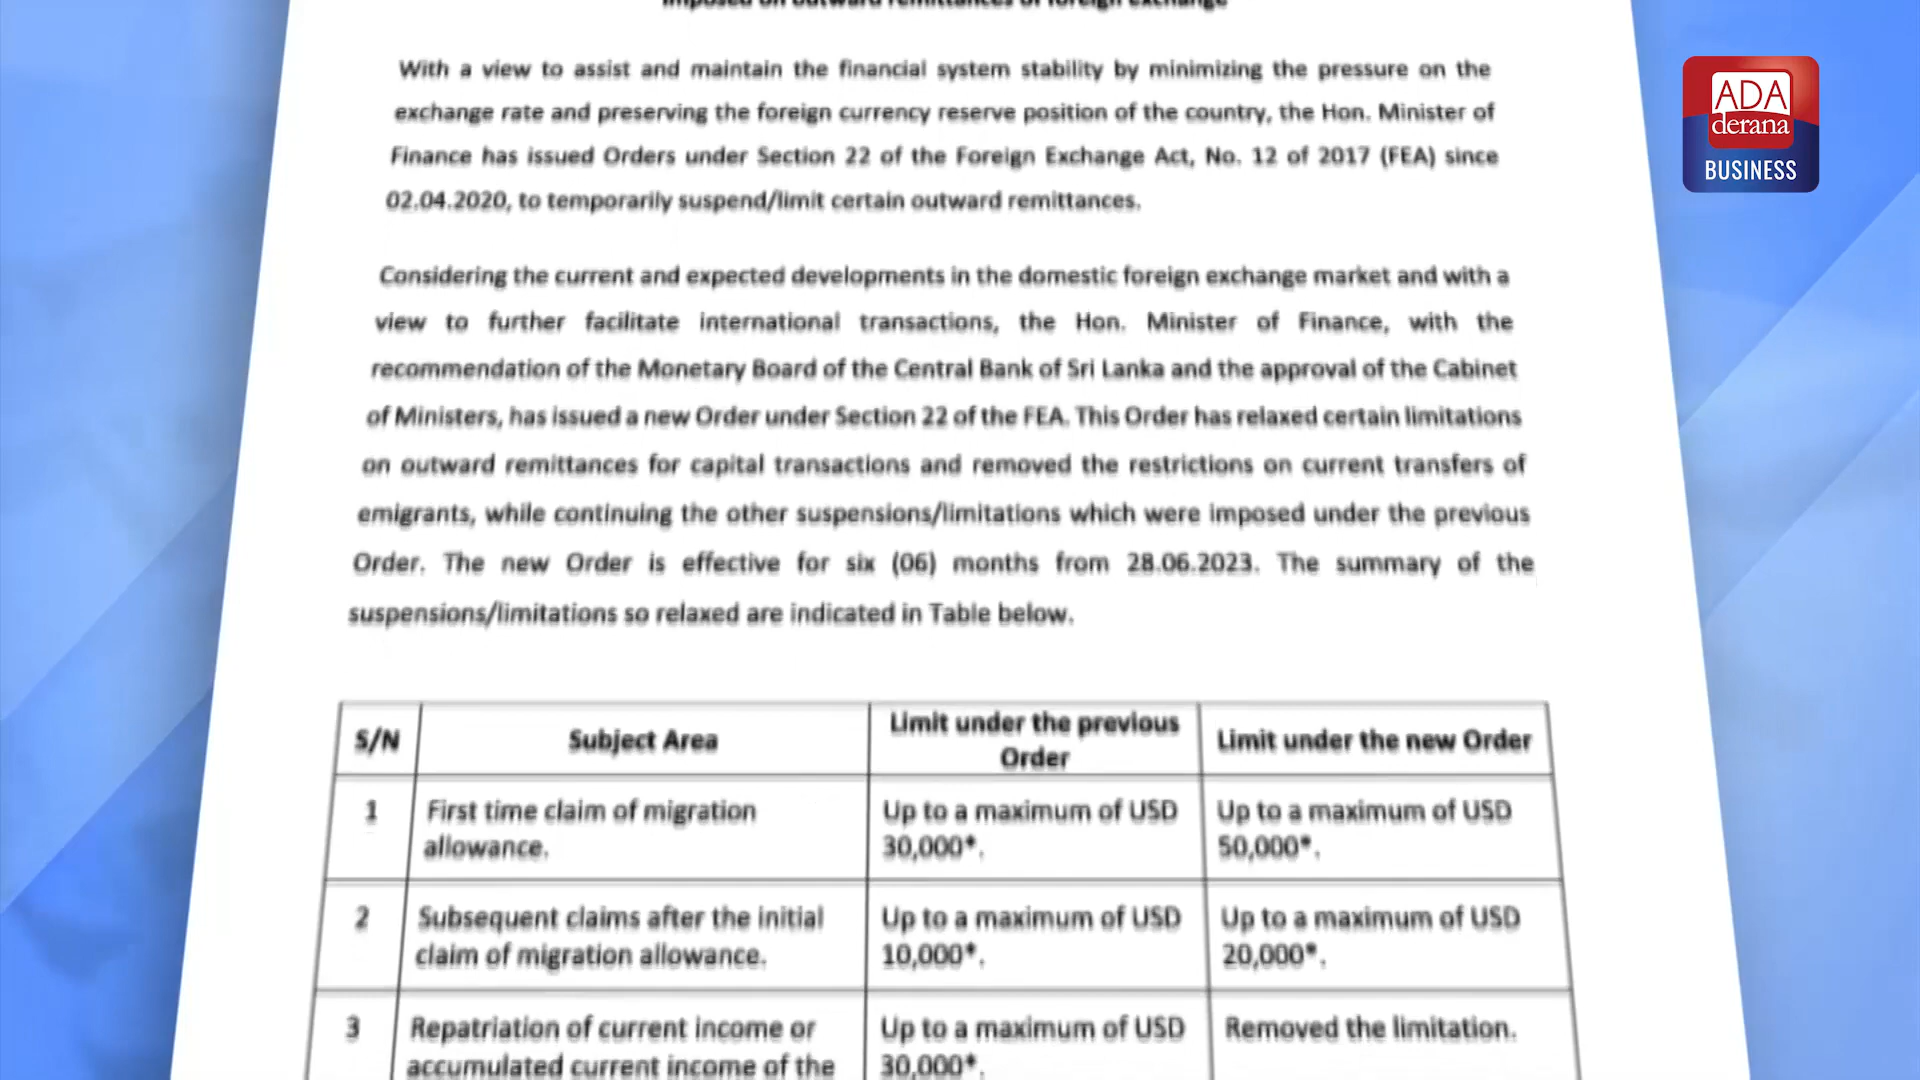 imposed on outward remittances of foreign exchange
With a view to assist and maintain the financial system stability by minimizing the pressure on the
exchange rate and preserving the foreign currency reserve position of the country, the Hon. Minister of
Finance has issued Orders under Section 22 of the Foreign Exchange Act, No. 12 of 2017 (FEA) since
02.04.2020, to temporarily suspend/limit certain outward remittances.
Considering the current and expected developments in the domestic foreign exchange market and with a
view to further facilitate international transactions, the Hon. Minister of Finance, with the
recommendation of the Monetary Board of the Central Bank of Sri Lanka and the approval of the Cabinet
of Ministers, has issued a new Order under Section 22 of the FEA. This Order has relaxed certain limitations
on outward remittances for capital transactions and removed the restrictions on current transfers of
emigrants, while continuing the other suspensions/limitations which were imposed under the previous
Order. The new Order is effective for six (06) months from 28.06.2023. The summary of the
suspensions/limitations so relaxed are indicated in Table below.
S/N Subject Area Limit under the previous Order Limit under the new Order
1 First time claim of migration allowance. Up to a maximum of USD 30,000*. Up to a maximum of USD 50,000*.
2 Subsequent claims after the initial claim of migration allowance. Up to a maximum of USD 10,000*. Up to a maximum of USD 20,000*.
3 Repatriation of current income or accumulated current income of the Up to a maximum of USD 30,000*. Removed the limitation.
ADA
derana
BUSINESS